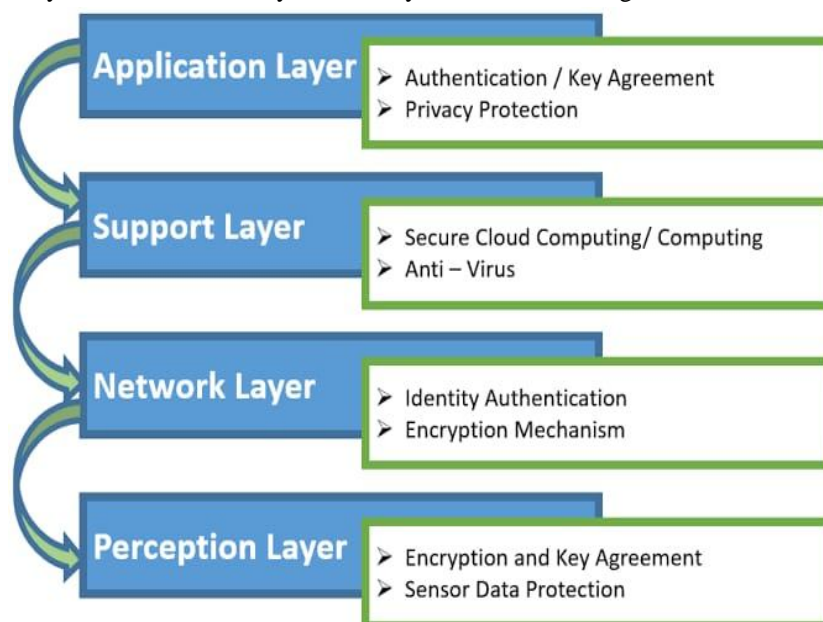 Application Layer
➢ Authentication / Key Agreement
➢ Privacy Protection
Support Layer
➢ Secure Cloud Computing/ Computing
➢ Anti – Virus
Network Layer
➢ Identity Authentication
➢ Encryption Mechanism
Perception Layer
➢ Encryption and Key Agreement
➢ Sensor Data Protection